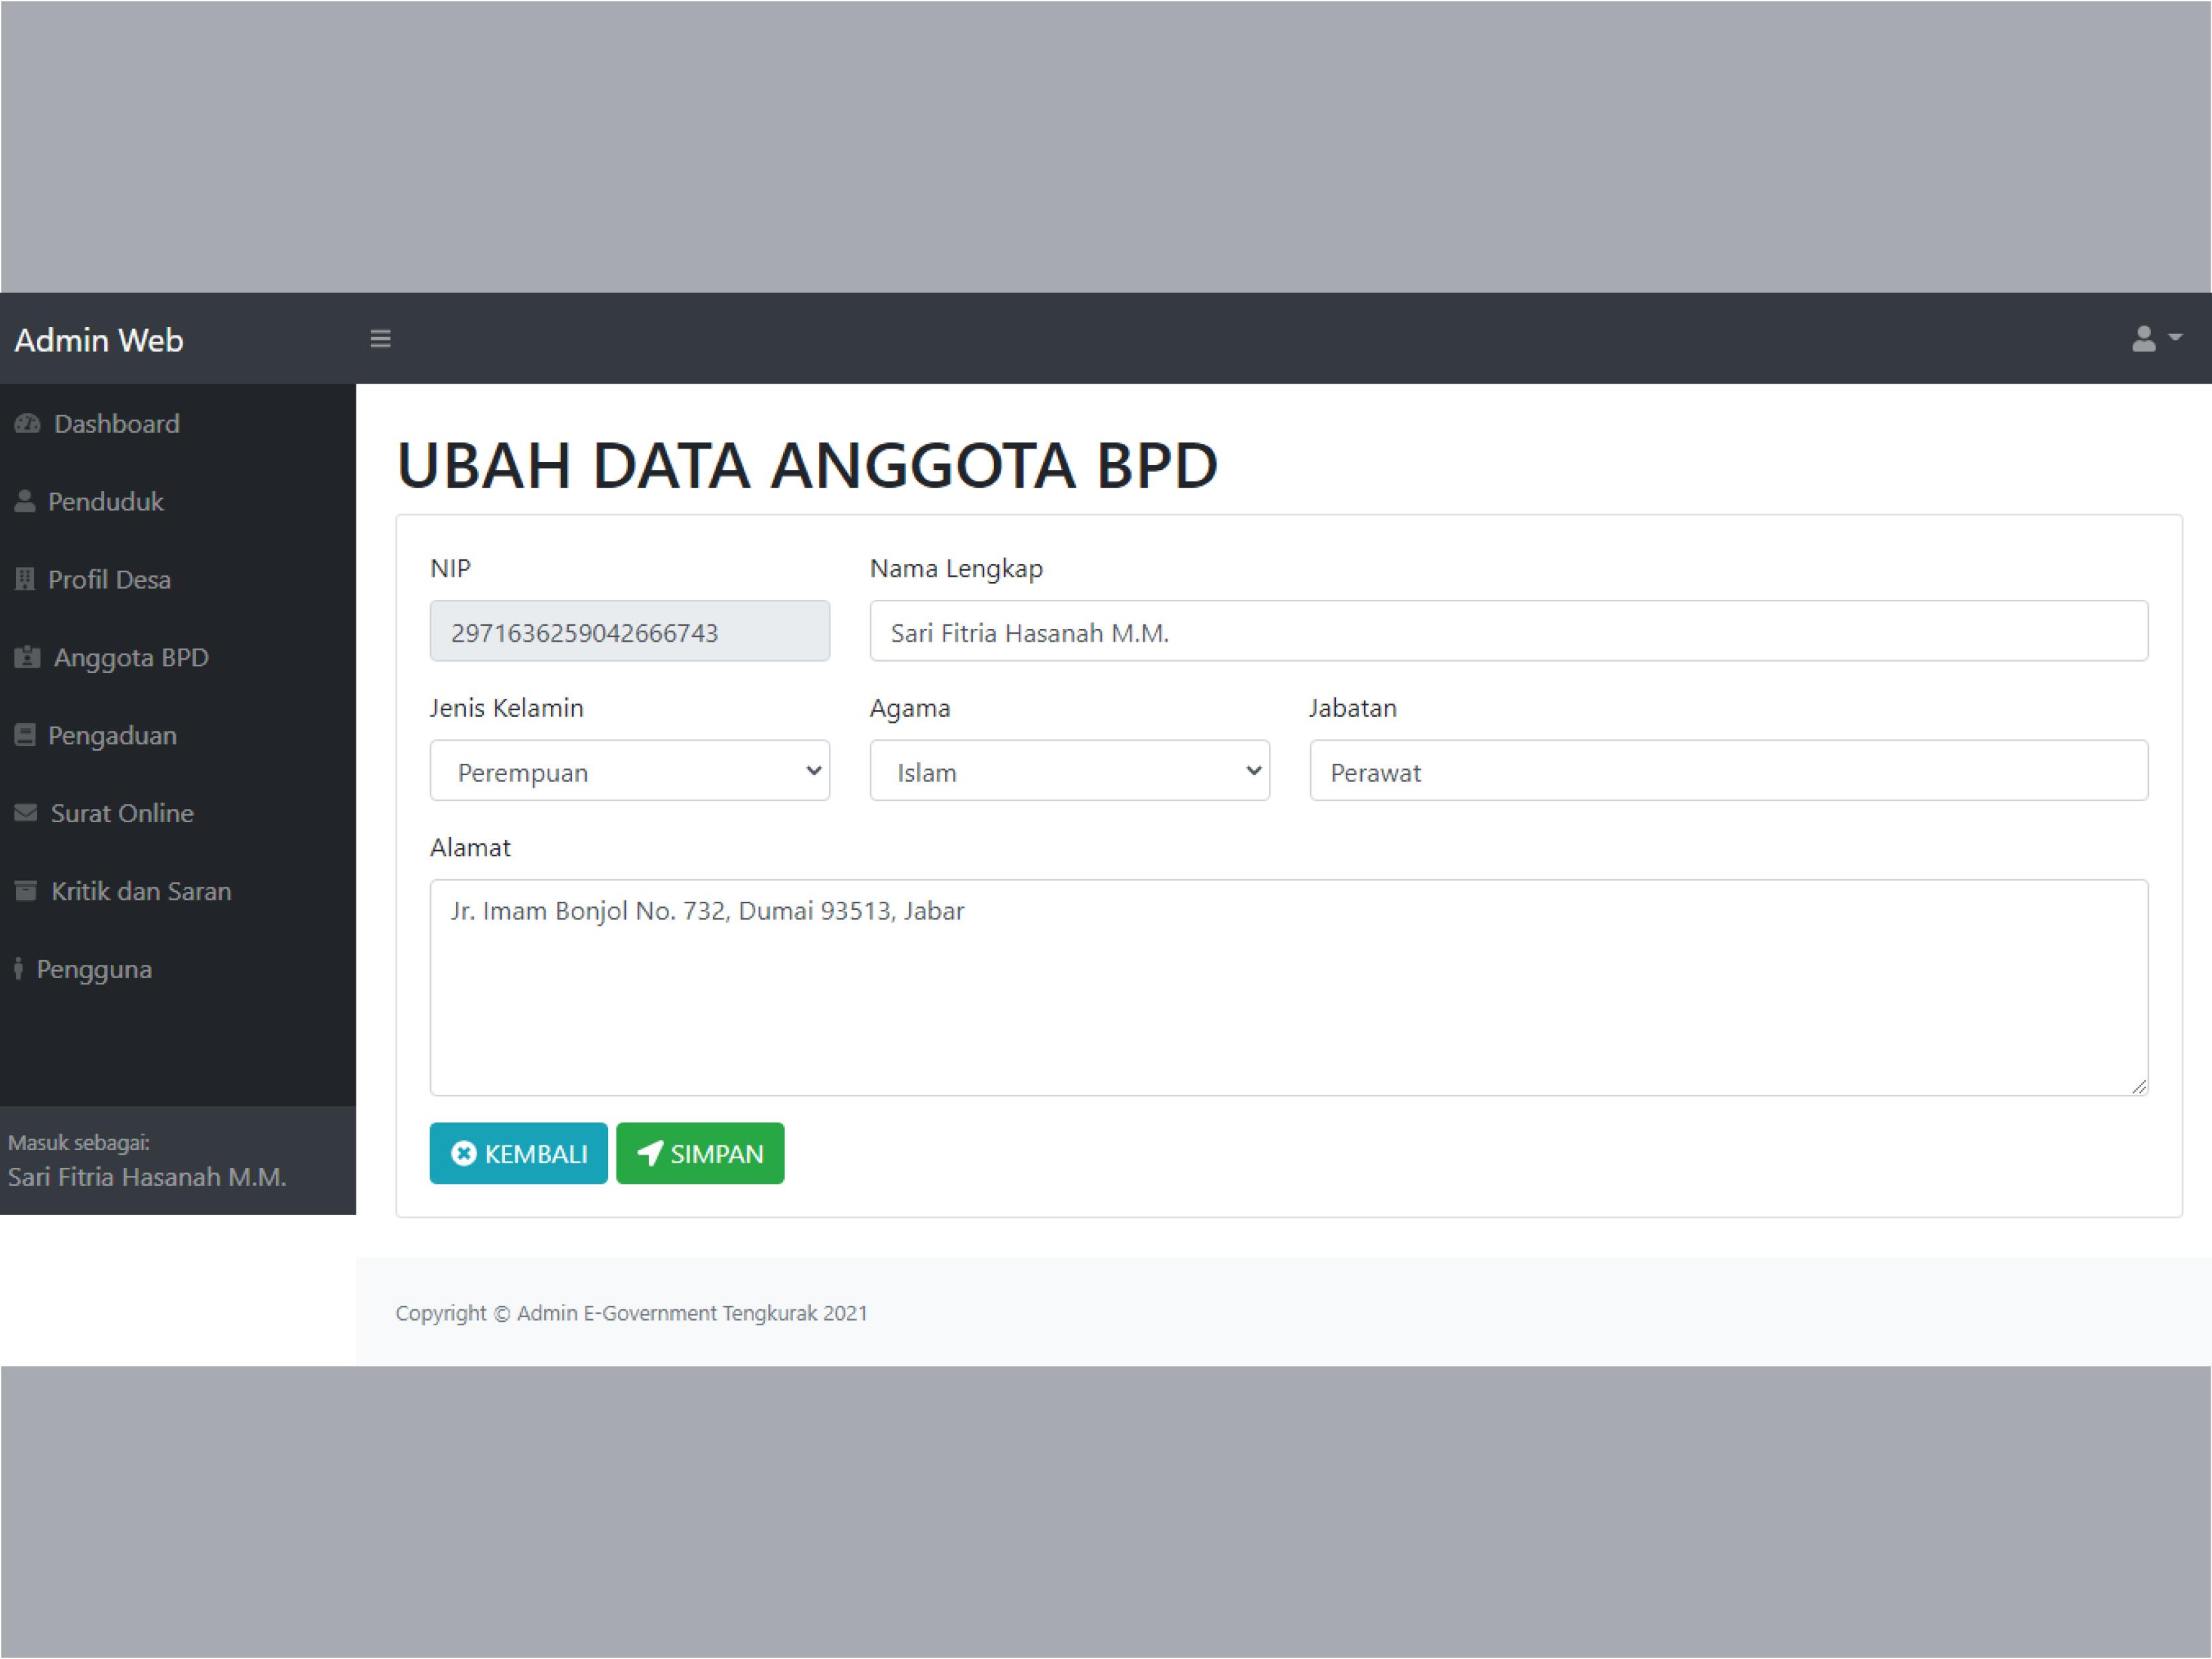 Admin Web
Dashboard
Penduduk
Profil Desa
Anggota BPD
Pengaduan
Surat Online
Kritik dan Saran
Pengguna
Masuk sebagai:
Sari Fitria Hasanah M.M.
UBAH DATA ANGGOTA BPD
NIP
2971636259042666743
Nama Lengkap
Sari Fitria Hasanah M.M.
Jenis Kelamin
Perempuan
Agama
Islam
Jabatan
Perawat
Alamat
Jr. Imam Bonjol No. 732, Dumai 93513, Jabar
KEMBALI
SIMPAN
Copyright © Admin E-Government Tengkurak 2021